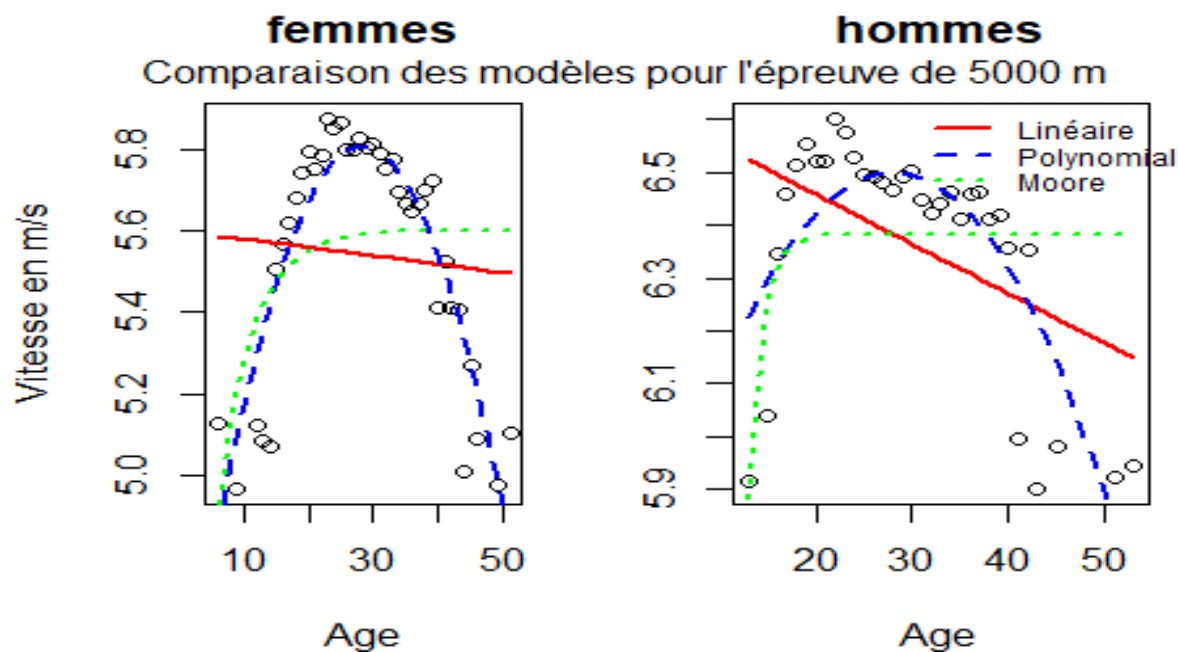 femmes hommes
Comparaison des modèles pour l'épreuve de 5000 m
Vitesse en m/s
5.8
5.6
5.4
5.2
5.0
10 30 50
Age
6.5
6.3
6.1
5.9
Linéaire
Polynomial
Moore
20 30 40 50
Age